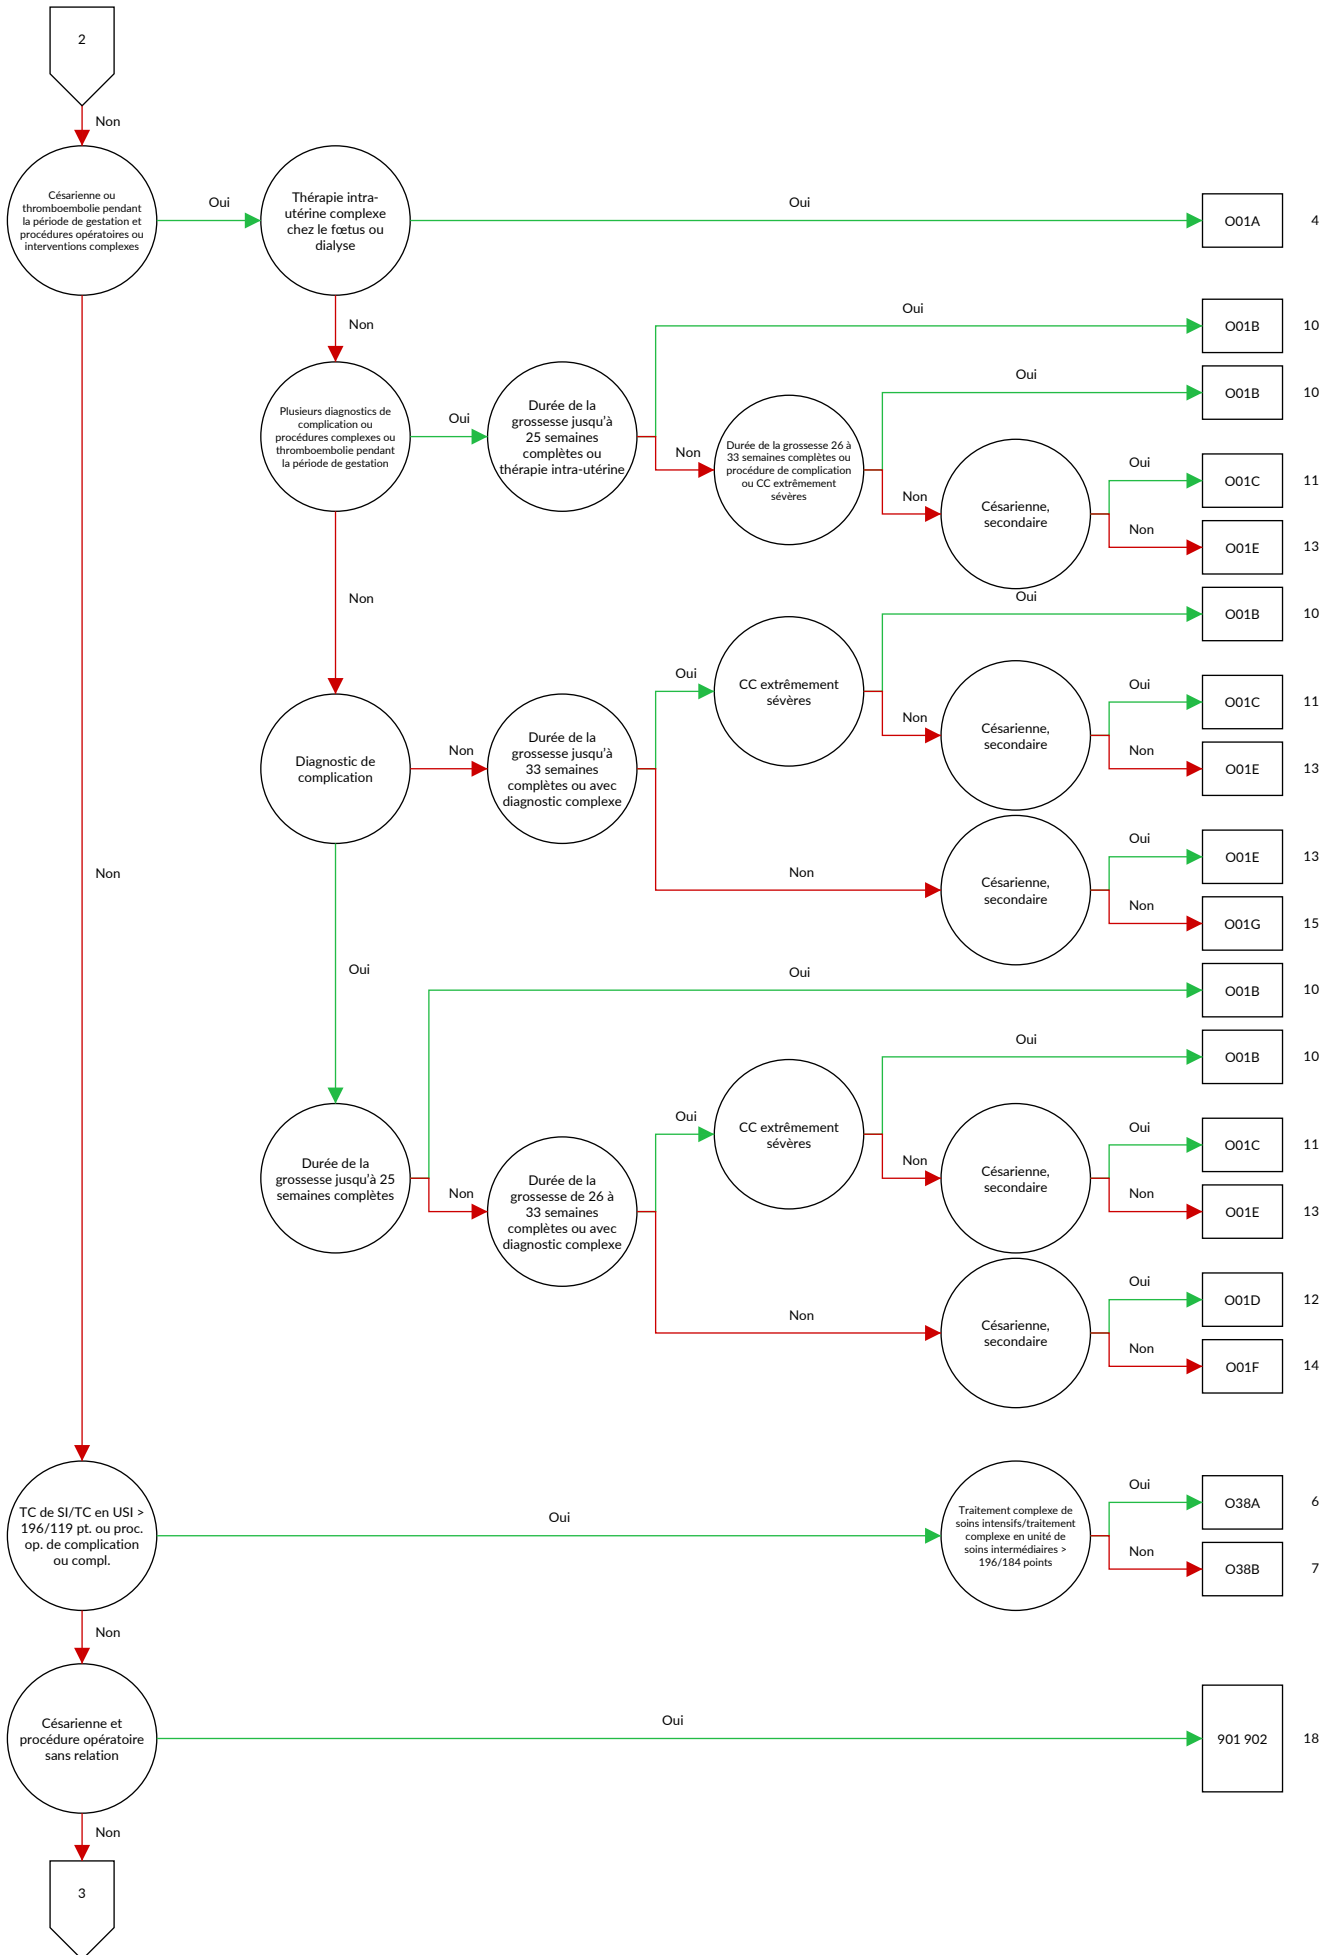 2
Non
Césarienne ou
thromboembolie pendant
la période de gestation et
procédures opératoires ou
interventions complexes
Oui
Thérapie intra-
utérine complexe
chez le fœtus ou
dialyse
Oui
O01A
4
Non
Oui
O01B
10
Plusieurs diagnostics de
complication ou
procédures complexes ou
thromboembolie pendant
la période de gestation
Oui
Durée de la
grossesse jusqu'à
25 semaines
complètes ou
thérapie intra-utérine
Non
Durée de la grossesse 26 à
33 semaines complètes ou
procédure de complication
ou CC extrêmement
sévères
Oui
O01B
10
Non
Césarienne,
secondaire
Oui
O01C
11
Non
O01E
13
Non
Diagnostic de
complication
Non
Durée de la
grossesse jusqu'à
33 semaines
complètes ou avec
diagnostic complexe
Oui
CC extrêmement
sévères
Oui
O01B
10
Non
Césarienne,
secondaire
Oui
O01C
11
Non
O01E
13
Non
Césarienne,
secondaire
Oui
O01E
13
Non
O01G
15
Non
Oui
Durée de la
grossesse jusqu'à 25
semaines complètes
Oui
O01B
10
Non
Durée de la
grossesse de 26 à
33 semaines
complètes ou avec
diagnostic complexe
Oui
CC extrêmement
sévères
Oui
O01B
10
Non
Césarienne,
secondaire
Oui
O01C
11
Non
O01E
13
Non
Césarienne,
secondaire
Oui
O01D
12
Non
O01F
14
TC de SI/TC en USI >
196/119 pt. ou proc.
op. de complication
ou compl.
Oui
Traitement complexe de
soins intensifs/traitement
complexe en unité de
soins intermédiaires >
196/184 points
Oui
O38A
6
Non
O38B
7
Non
Césarienne et
procédure opératoire
sans relation
Oui
901 902
18
Non
3